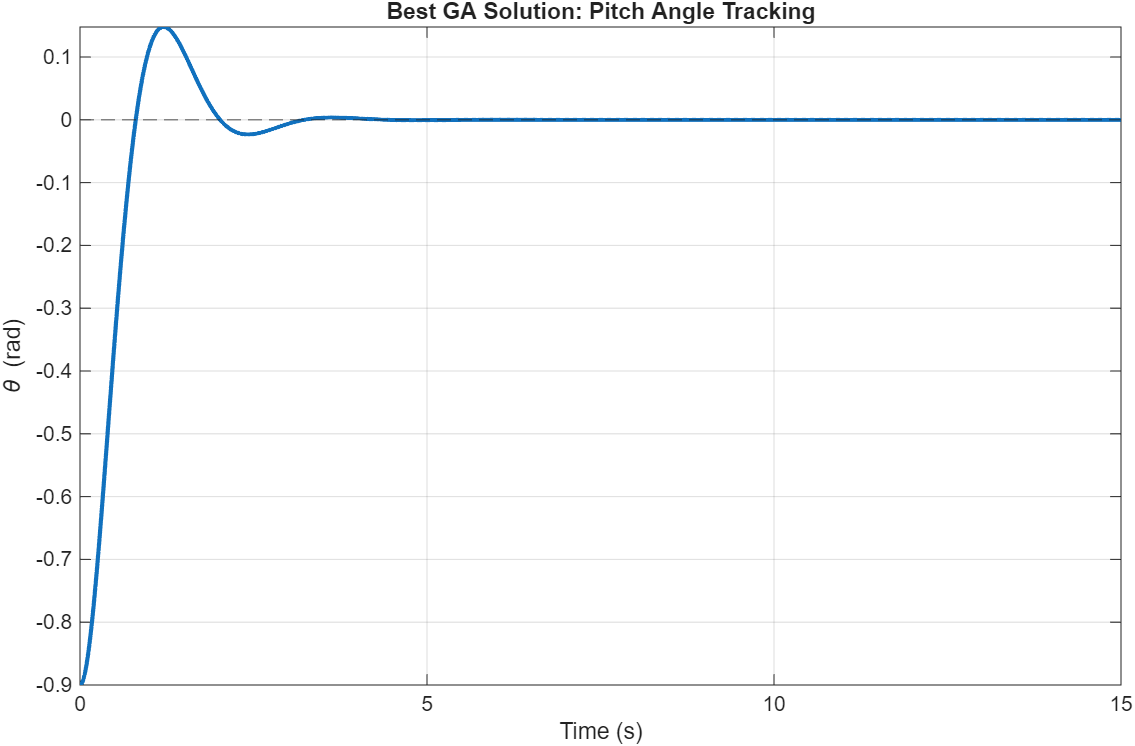 Best GA Solution: Pitch Angle Tracking
0.1
0
-0.1
-0.2
-0.3
-0.4
-0.5
-0.6
-0.7
-0.8
-0.9
θ (rad)
0 5 10 15
Time (s)